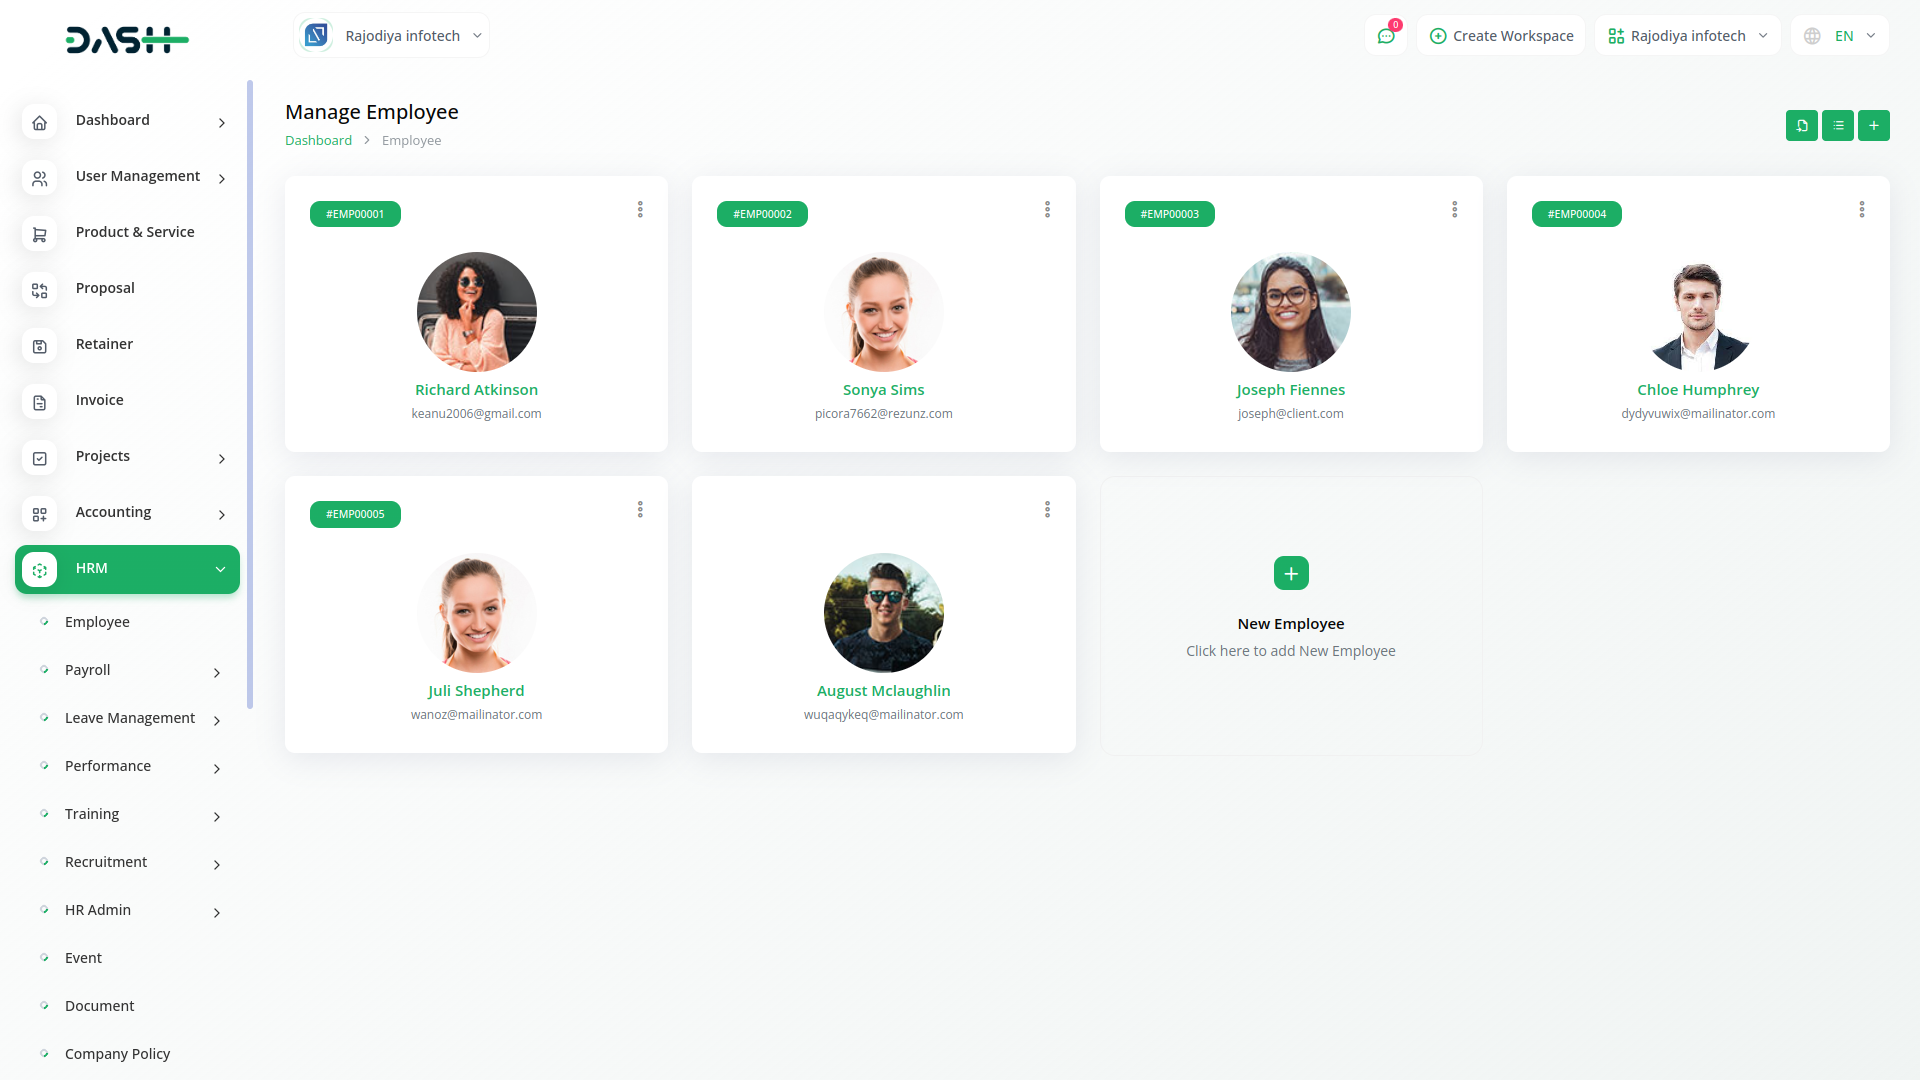 DASH
Rajodiya infotech
0
Create Workspace
Rajodiya infotech
EN
Dashboard
User Management
Product & Service
Proposal
Retainer
Invoice
Projects
Accounting
HRM
Employee
Payroll
Leave Management
Performance
Training
Recruitment
HR Admin
Event
Document
Company Policy
Manage Employee
Dashboard > Employee
#EMP00001
Richard Atkinson
keanu2006@gmail.com
#EMP00002
Sonya Sims
picora7662@rezunz.com
#EMP00003
Joseph Fiennes
joseph@client.com
#EMP00004
Chloe Humphrey
dydyvuwix@mailinator.com
#EMP00005
Juli Shepherd
wanoz@mailinator.com
August Mclaughlin
wuqaqykeq@mailinator.com
New Employee
Click here to add New Employee